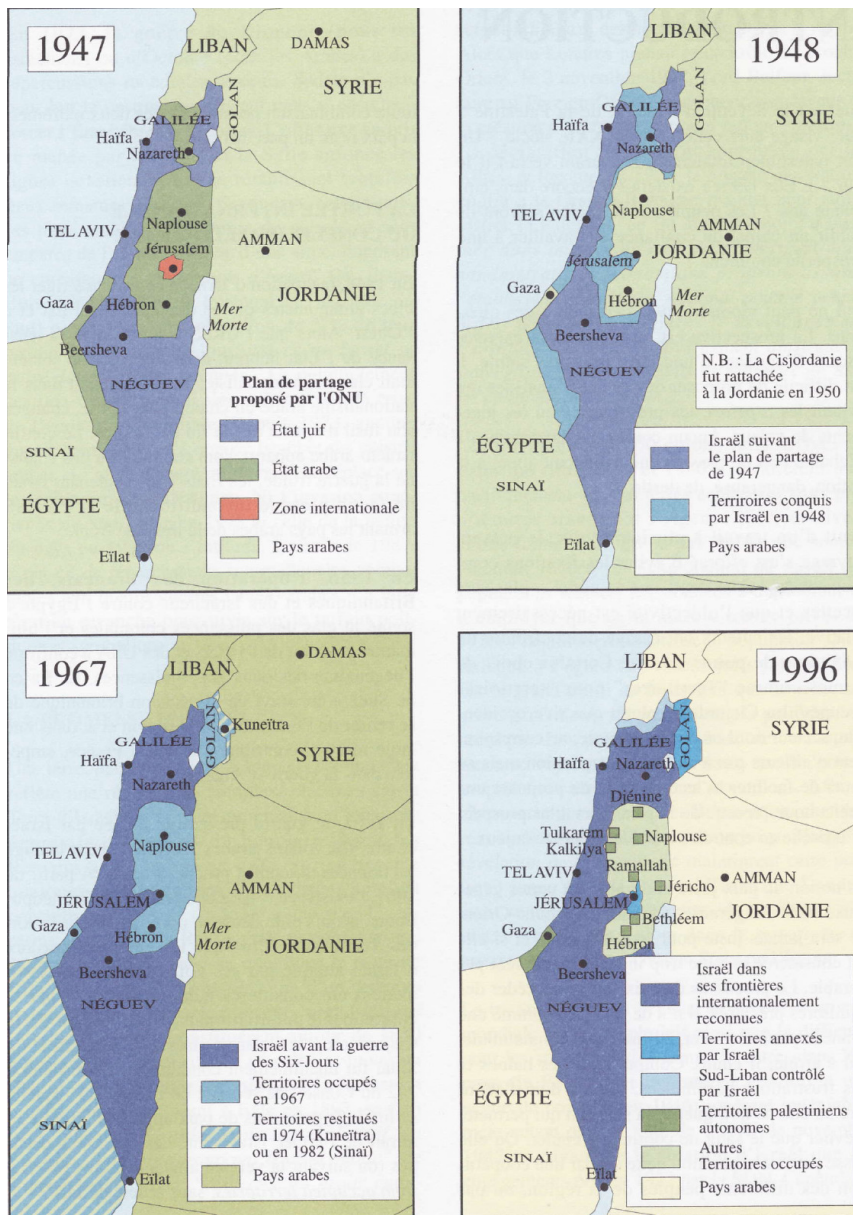 NTRODUCTION
1947
LIBAN
DAMAS
SYRIE
GOLAN
GALILÉE
Haïfa
Nazareth
Naplouse
TEL AVIV
Jérusalem
AMMAN
JORDANIE
Gaza
Hébron
Mer
Morte
Beersheva
NÉGUEV
SINAÏ
ÉGYPTE
Eïlat
Plan de partage
proposé par l'ONU
État juif
État arabe
Zone internationale
Pays arabes
1948
LIBAN
SYRIE
GOLAN
GALILÉE
Haïfa
Nazareth
Naplouse
TEL AVIV
AMMAN
Jérusalem
JORDANIE
Gaza
Hébron
Mer
Morte
Beersheva
NÉGUEV
ÉGYPTE
SINAÏ
Eïlat
N.B. : La Cisjordanie
fut rattachée
à la Jordanie en 1950
Israël suivant
le plan de partage
de 1947
Terriroires conquis
par Israël en 1948
Pays arabes
1967
LIBAN
DAMAS
GOLAN
Kuneïtra
SYRIE
GALILÉE
Haïfa
Nazareth
Naplouse
TEL AVIV
AMMAN
JÉRUSALEM
Gaza
Hébron
Mer
Morte
JORDANIE
Beersheva
NÉGUEV
SINAÏ
Eïlat
Israël avant la guerre
des Six-Jours
Territoires occupés
en 1967
Territoires restitués
en 1974 (Kuneïtra)
ou en 1982 (Sinaï)
Pays arabes
1996
LIBAN
SYRIE
GOLAN
GALILÉE
Haïfa
Nazareth
Djénine
Tulkarem
Kalkilya
Naplouse
Ramallah
TEL AVIV
Jéricho
AMMAN
JÉRUSALEM
Bethléem
JORDANIE
Gaza
Hébron
Beersheva
NÉGUEV
ÉGYPTE
SINAÏ
Eïlat
Israël dans
ses frontières
internationalement
reconnues
Territoires annexés
par Israël
Sud-Liban contrôlé
par Israël
Territoires palestiniens
autonomes
Autres
Territoires occupés
Pays arabes